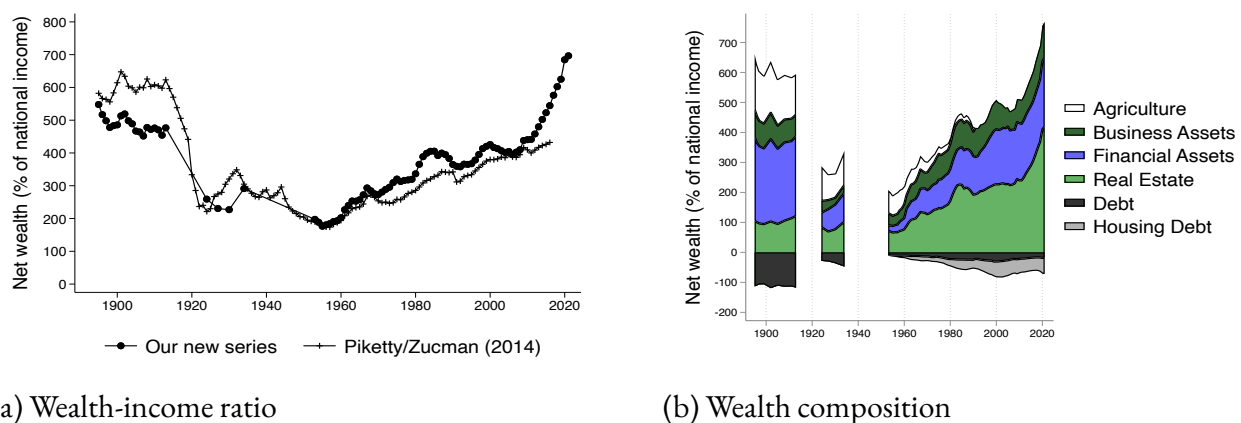 Net wealth (% of national income)
800
700
600
500
400
300
200
100
0
1900
1920
1940
1960
1980
2000
2020
Our new series
Piketty/Zucman (2014)
a) Wealth-income ratio
Net wealth (% of national income)
700
600
500
400
300
200
100
0
-100
-200
1900
1920
1940
1960
1980
2000
2020
Agriculture
Business Assets
Financial Assets
Real Estate
Debt
Housing Debt
(b) Wealth composition